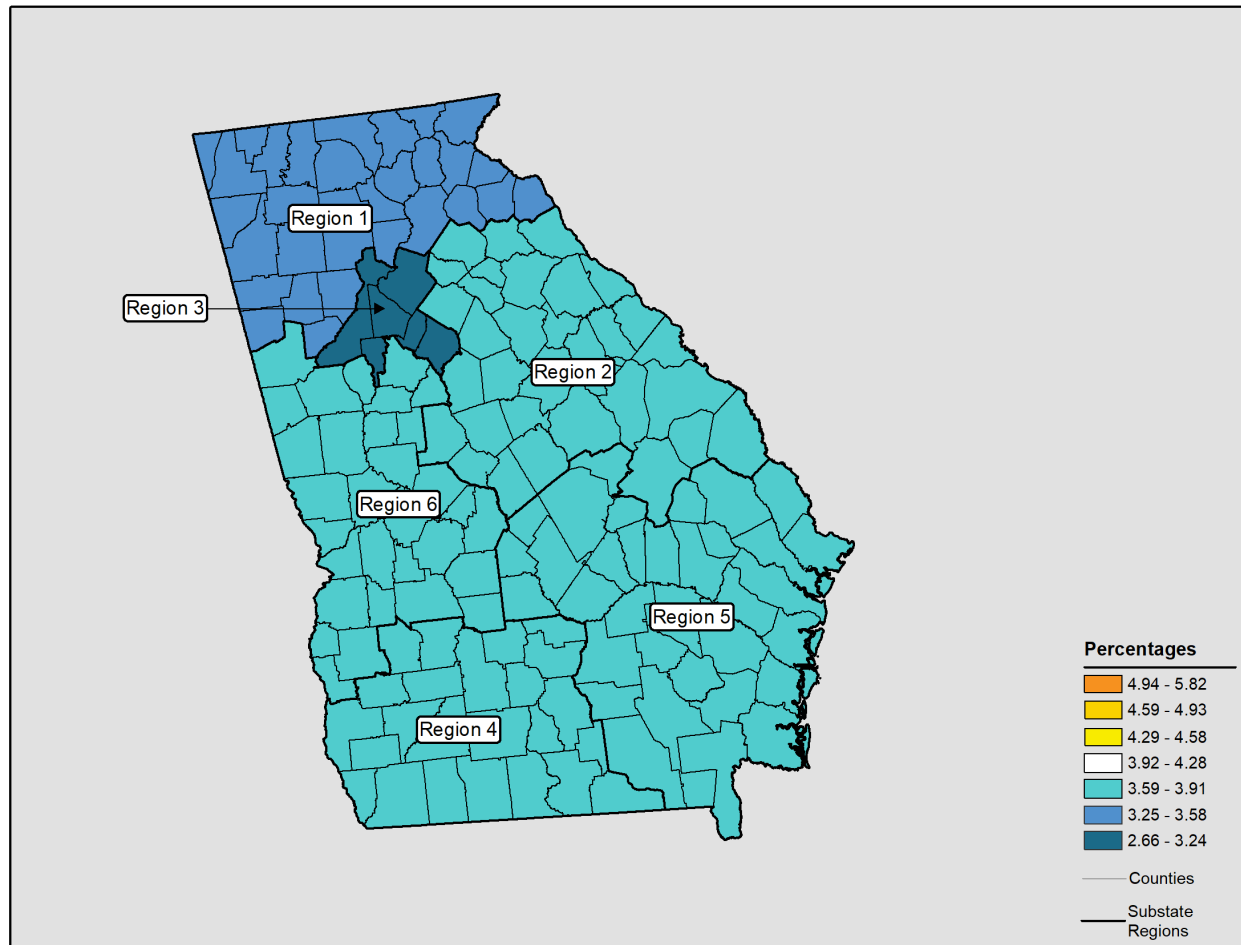 Region 1
Region 3
Region 2
Region 6
Region 5
Region 4
Percentages
4.94 - 5.82
4.59 - 4.93
4.29 - 4.58
3.92 - 4.28
3.59 - 3.91
3.25 - 3.58
2.66 - 3.24
Counties
Substate
Regions